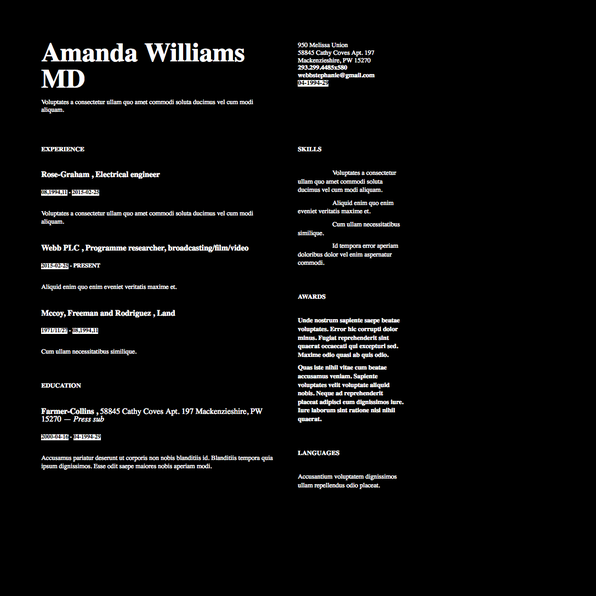 Amanda Williams
MD
Voluptates a consectetur ullam quo amet commodi soluta ducimus vel cum modi
aliquam.
950 Melissa Union
58845 Cathy Coves Apt. 197
Mackenzieshire, PW 15270
293.299.4485x580
webbstephanie@gmail.com
04-1994-29
EXPERIENCE
Rose-Graham , Electrical engineer
08.1994.11 - 2015-02-25
Voluptates a consectetur ullam quo amet commodi soluta ducimus vel cum modi
aliquam.
Webb PLC , Programme researcher, broadcasting/film/video
2015-02-25 - PRESENT
Aliquid enim quo enim eveniet veritatis maxime et.
Mccoy, Freeman and Rodriguez , Land
1971/11/27 - 08.1994.11
Cum ullam necessitatibus similique.
EDUCATION
Farmer-Collins , 58845 Cathy Coves Apt. 197 Mackenzieshire, PW
15270 — Press sub
2000-04-16 - 04-1994-29
Accusamus pariatur deserunt ut corporis non nobis blanditiis id. Blanditiis tempora quia
ipsum dignissimos. Esse odit saepe maiores nobis aperiam modi.
SKILLS
Voluptates a consectetur
ullam quo amet commodi soluta
ducimus vel cum modi aliquam.
Aliquid enim quo enim
eveniet veritatis maxime et.
Cum ullam necessitatibus
similique.
Id tempora error aperiam
doloribus dolor vel enim aspernatur
commodi.
AWARDS
Unde nostrum sapiente saepe beatae
voluptates. Error hic corrupti dolor
minus. Fugiat reprehenderit sint
quaerat occaecati qui excepturi sed.
Maxime odio quasi ab quis odio.
Quas iste nihil vitae cum beatae
accusamus veniam. Sapiente
voluptates velit voluptate aliquid
nobis. Neque ad reprehenderit
placeat adipisci eum dignissimos iure.
Iure laborum sint ratione nisi nihil
quaerat.
LANGUAGES
Accusantium voluptatem dignissimos
ullam repellendus odio placeat.